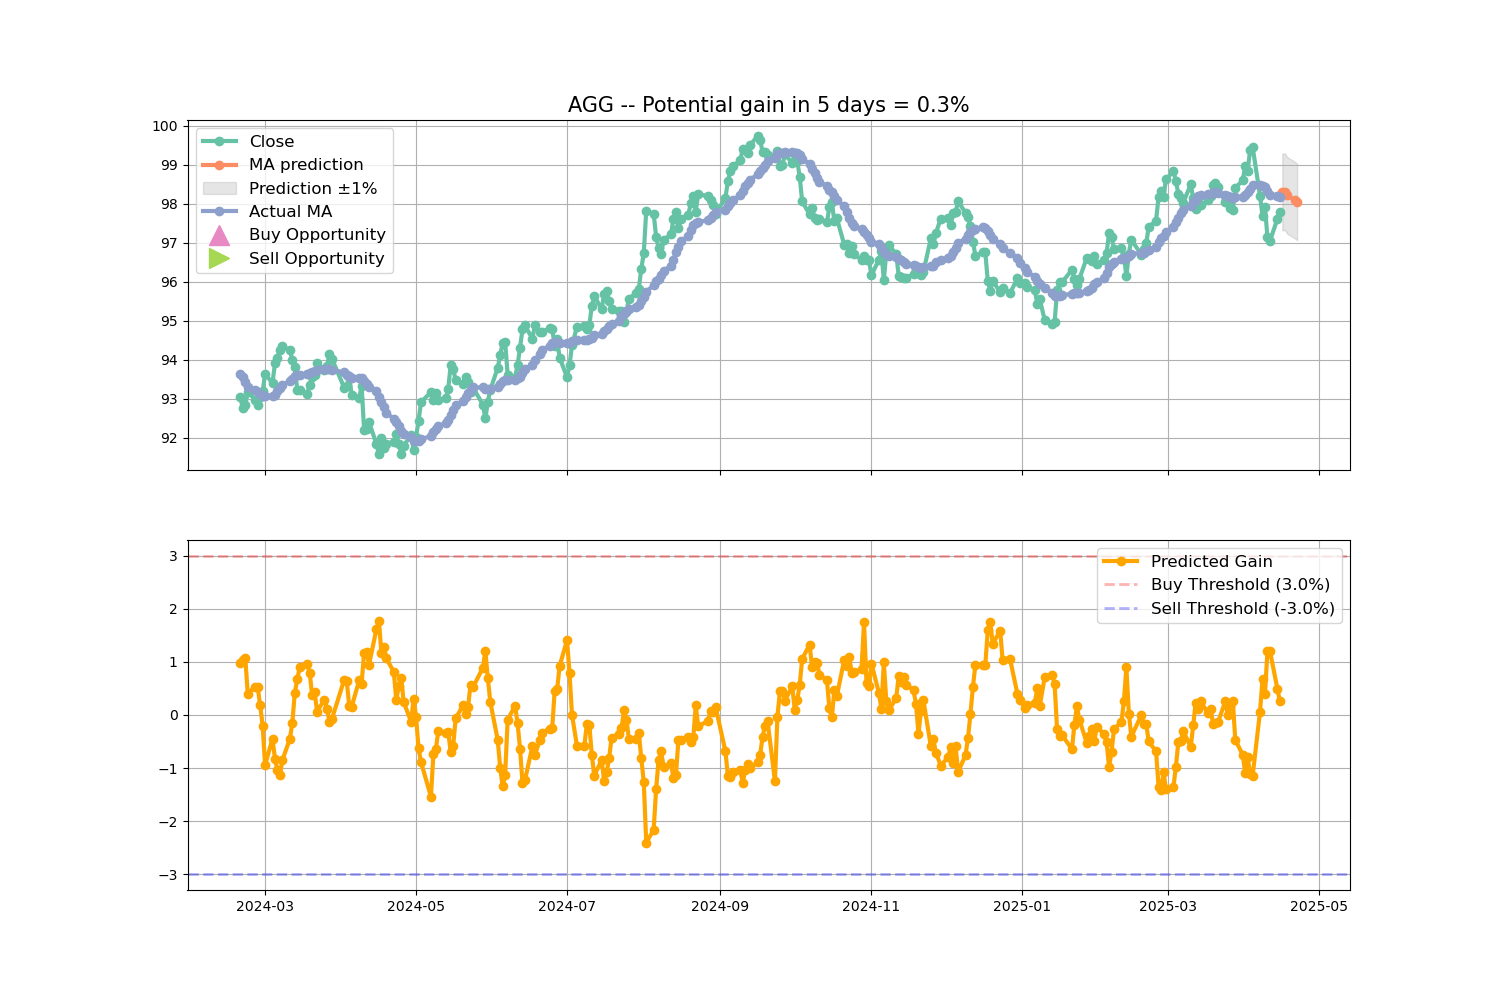 AGG -- Potential gain in 5 days = 0.3%
100
99
98
97
96
95
94
93
92
Close
MA prediction
Prediction ±1%
Actual MA
Buy Opportunity
Sell Opportunity
3
2
1
0
−1
−2
−3
Predicted Gain
Buy Threshold (3.0%)
Sell Threshold (-3.0%)
2024-03
2024-05
2024-07
2024-09
2024-11
2025-01
2025-03
2025-05